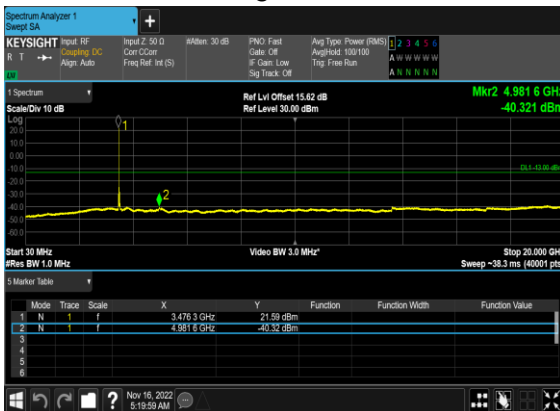 Spectrum Analyzer 1
Swept SA
KEYSIGHT Input: RF Input Z: 50 Ω #Atten: 30 dB PNO: Fast Avg Type: Power (RMS) 1 2 3 4 5 6
R T Coupling: DC Corr CCorr Gate: Off Avg|Hold: 100/100 A W W W W W
Align: Auto Freq Ref: Int (S) IF Gain: Low Trig: Free Run
Sig Track: Off A N N N N N
1 Spectrum
Ref Lvl Offset 15.62 dB Mkr2 4.981 6 GHz
Scale/Div 10 dB Ref Level 30.00 dBm -40.321 dBm
Log
20.0
10.0
0.00
-10.0
DL1 -13.00 dBm
-20.0
-30.0
-40.0
-50.0
-60.0
1
2
Start 30 MHz Video BW 3.0 MHz* Stop 20.000 GHz
#Res BW 1.0 MHz Sweep ~38.3 ms (40001 pts)
5 Marker Table
Mode Trace Scale X Y Function Function Width Function Value
1 N 1 f 3.476 3 GHz 21.59 dBm
2 N 1 f 4.981 6 GHz -40.32 dBm
3
4
5
6
? Nov 16, 2022
5:19:59 AM